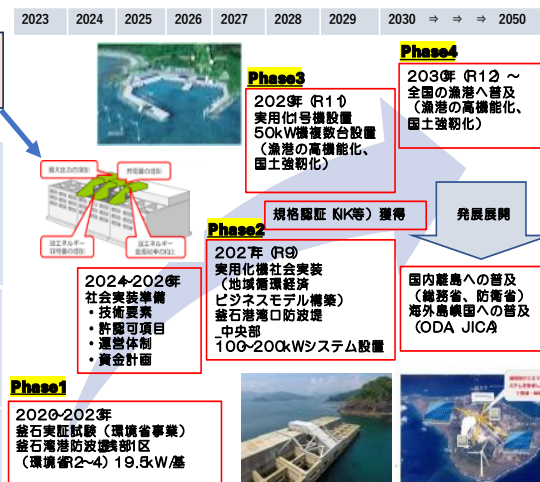 2023 2024 2025 2026 2027 2028 2029 2030 ⇒ ⇒ ⇒ 2050
Phase4
2030年（R12）～
全国の漁港へ普及
（漁港の高機能化、
国土強靭化）
Phase3
2029年（R11）
実用化1号機設置
50kW機複数台設置
（漁港の高機能化、
国土強靭化）
規格認証（NK等）獲得
発展展開
Phase2
2027年（R9）
実用化機社会実装
（地域循環経済
ビジネスモデル構築）
釜石港湾口防波堤
_中央部
100～200kWシステム設置
国内離島への普及
（総務省、防衛省）
海外島嶼国への普及
（ODA、JICA）
2024～2026年
社会実装準備
・技術要素
・許認可項目
・運営体制
・資金計画
Phase1
2020～2023年
釜石実証試験（環境省事業）
釜石湾港防波堤浅部1区
（環境省R2～4）19.5kW/基